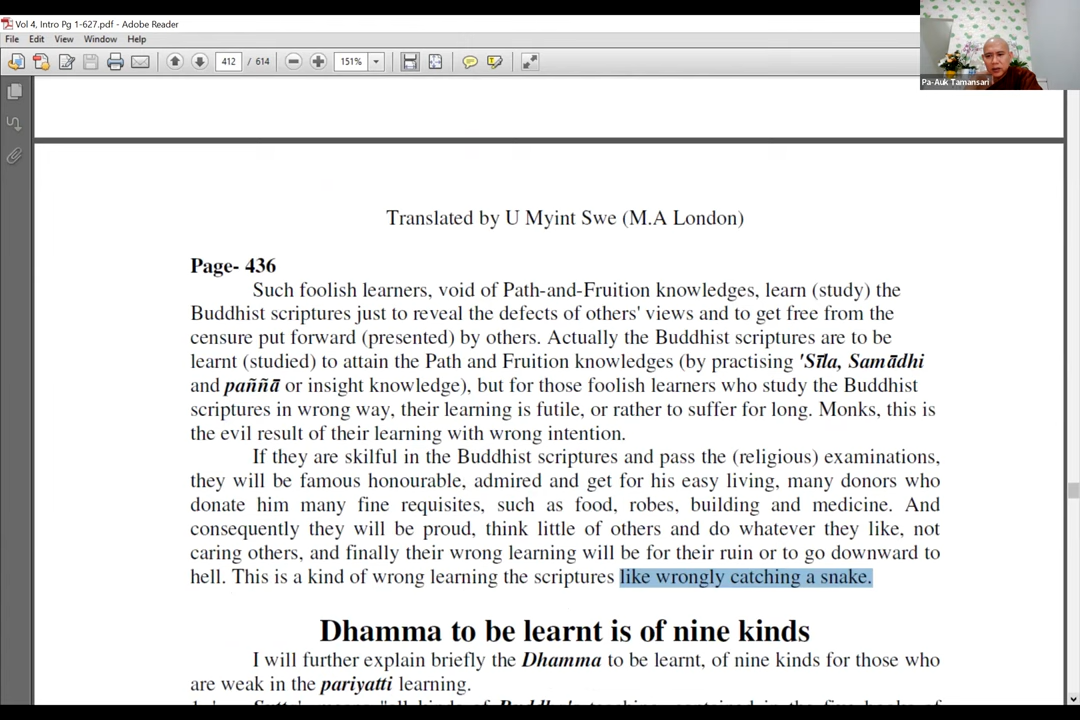 Vol 4, Intro Pg 1-627.pdf - Adobe Reader
File Edit View Window Help
412 / 614 151%
Pa-Auk Tamansari
Translated by U Myint Swe (M.A London)
Page- 436
Such foolish learners, void of Path-and-Fruition knowledges, learn (study) the
Buddhist scriptures just to reveal the defects of others' views and to get free from the
censure put forward (presented) by others. Actually the Buddhist scriptures are to be
learnt (studied) to attain the Path and Fruition knowledges (by practising 'Sīla, Samādhi
and paññā or insight knowledge), but for those foolish learners who study the Buddhist
scriptures in wrong way, their learning is futile, or rather to suffer for long. Monks, this is
the evil result of their learning with wrong intention.
If they are skilful in the Buddhist scriptures and pass the (religious) examinations,
they will be famous honourable, admired and get for his easy living, many donors who
donate him many fine requisites, such as food, robes, building and medicine. And
consequently they will be proud, think little of others and do whatever they like, not
caring others, and finally their wrong learning will be for their ruin or to go downward to
hell. This is a kind of wrong learning the scriptures like wrongly catching a snake.
Dhamma to be learnt is of nine kinds
I will further explain briefly the Dhamma to be learnt, of nine kinds for those who
are weak in the pariyatti learning.